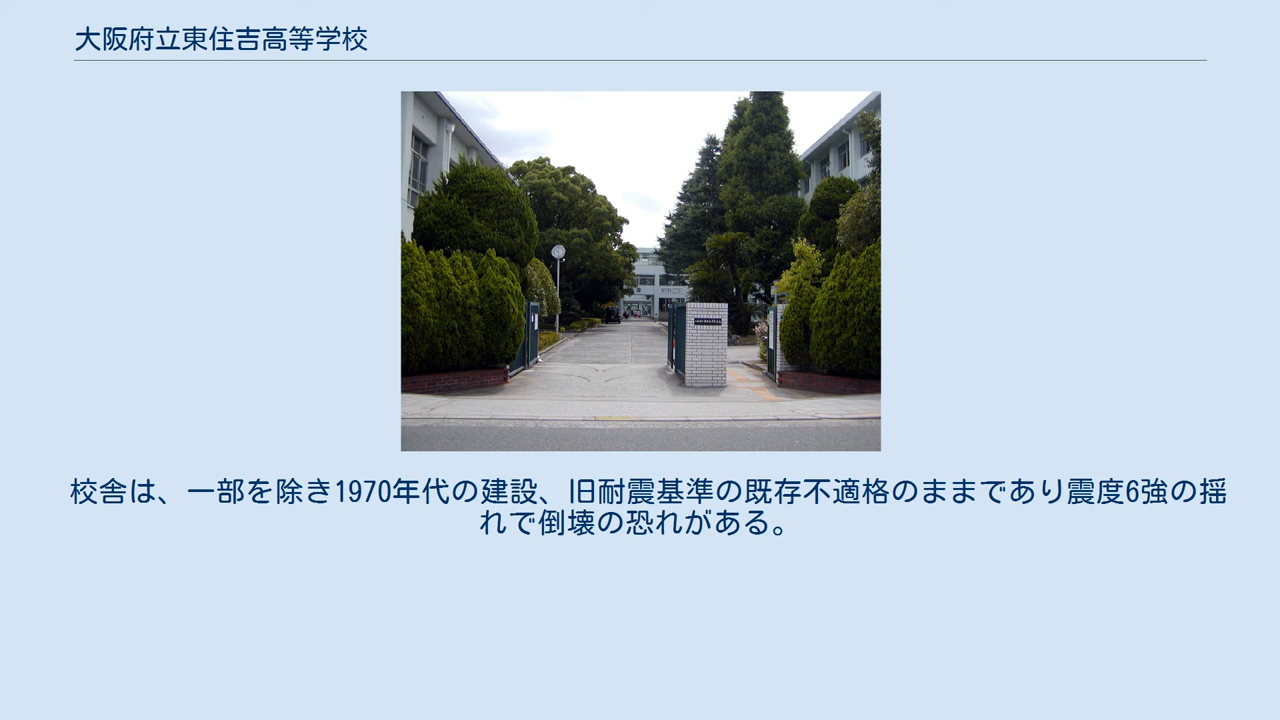 大阪府立東住吉高等学校
校舎は、一部を除き1970年代の建設、旧耐震基準の既存不適格のままであり震度6強の揺
れで倒壊の恐れがある。